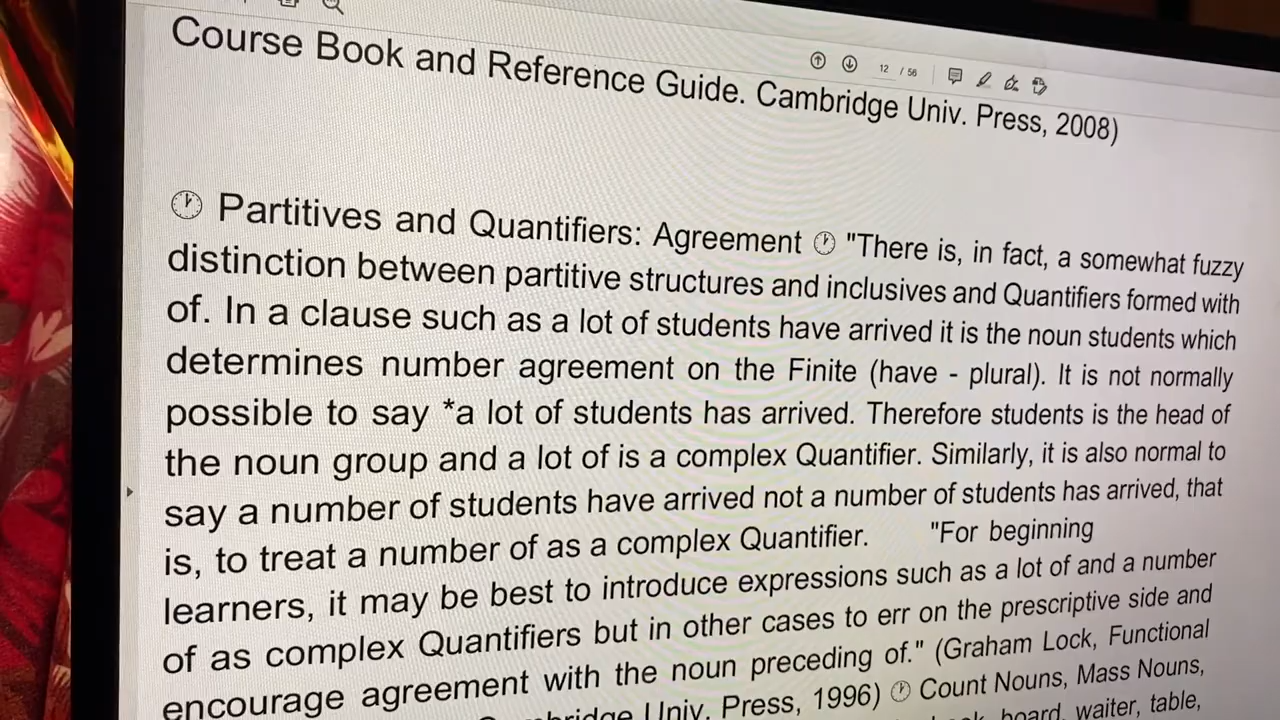 12 / 56
Course Book and Reference Guide. Cambridge Univ. Press, 2008)
Partitives and Quantifiers: Agreement "There is, in fact, a somewhat fuzzy
distinction between partitive structures and inclusives and Quantifiers formed with
of. In a clause such as a lot of students have arrived it is the noun students which
determines number agreement on the Finite (have - plural). It is not normally
possible to say *a lot of students has arrived. Therefore students is the head of
the noun group and a lot of is a complex Quantifier. Similarly, it is also normal to
say a number of students have arrived not a number of students has arrived, that
is, to treat a number of as a complex Quantifier. "For beginning
learners, it may be best to introduce expressions such as a lot of and a number
of as complex Quantifiers but in other cases to err on the prescriptive side and
encourage agreement with the noun preceding of." (Graham Lock, Functional
Univ. Press, 1996) Count Nouns, Mass Nouns,
board, waiter, table,